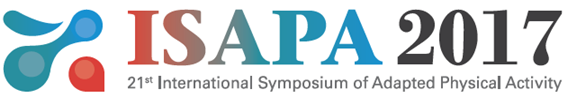 ISAPA 2017
21st International Symposium of Adapted Physical Activity